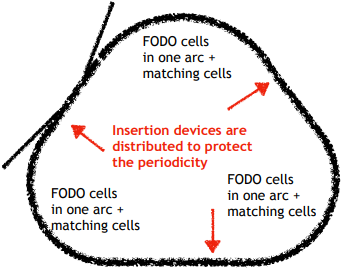 FODO cells
in one arc +
matching cells
Insertion devices are
distributed to protect
the periodicity
FODO cells
in one arc +
matching cells
FODO cells
in one arc +
matching cells